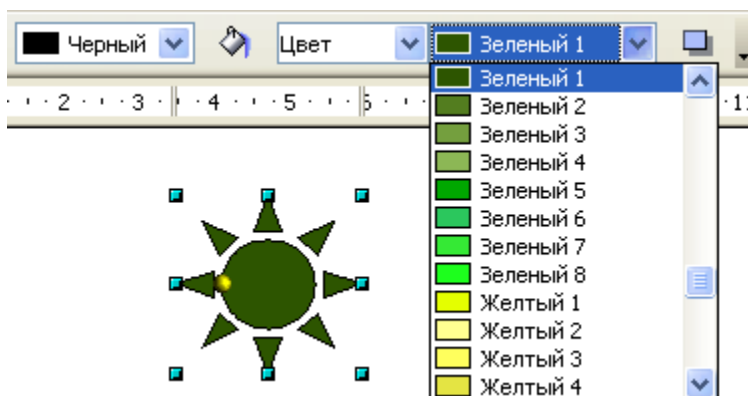 Черный Цвет Зеленый 1
Зеленый 1
2 3 4 5 6 11
Зеленый 2
Зеленый 3
Зеленый 4
Зеленый 5
Зеленый 6
Зеленый 7
Зеленый 8
Желтый 1
Желтый 2
Желтый 3
Желтый 4